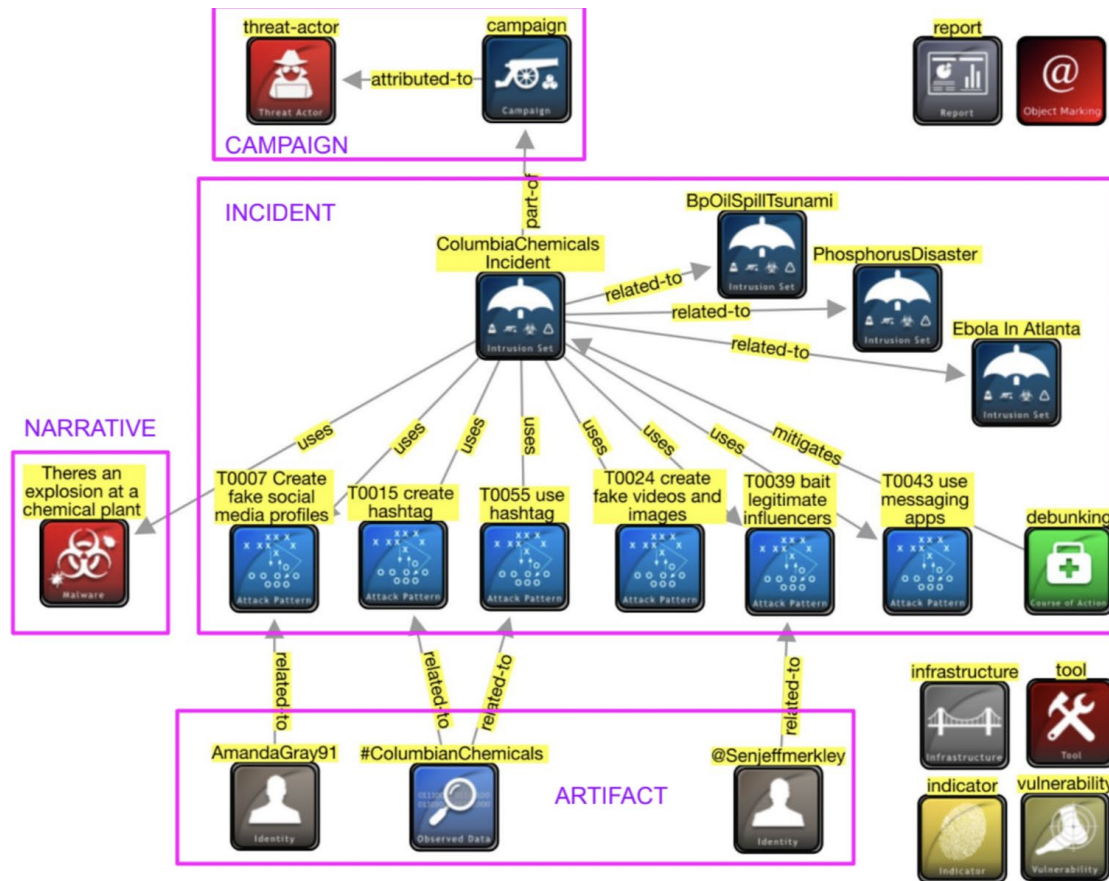 threat-actor
campaign
report
attributed-to
Threat Actor
Campaign
Report
Object Marking
@
CAMPAIGN
part-of
INCIDENT
BpOilSpillTsunami
ColumbiaChemicals
Incident
Intrusion Set
PhosphorusDisaster
related-to
related-to
Intrusion Set
Intrusion Set
related-to
Ebola In Atlanta
Intrusion Set
NARRATIVE
uses
uses
uses
uses
uses
uses
uses
mitigates
Theres an
explosion at a
chemical plant
Malware
T0007 Create
fake social
media profiles
Attack Pattern
T0015 create
hashtag
Attack Pattern
T0055 use
hashtag
Attack Pattern
T0024 create
fake videos and
images
Attack Pattern
T0039 bait
legitimate
influencers
Attack Pattern
T0043 use
messaging
apps
Attack Pattern
debunking
Course of Action
related-to
related-to
related-to
related-to
infrastructure
Infrastructure
tool
Tool
AmandaGray91
Identity
#ColumbianChemicals
Observed Data
@Senjeffmerkley
Identity
ARTIFACT
indicator
Indicator
vulnerability
Vulnerability